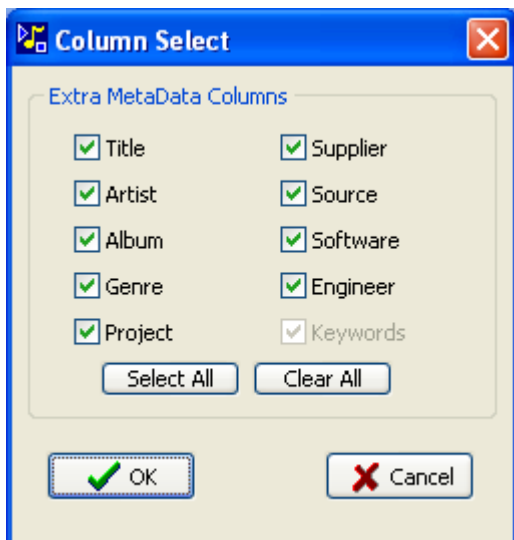 Column Select
Extra MetaData Columns
Title
Supplier
Artist
Source
Album
Software
Genre
Engineer
Project
Keywords
Select All
Clear All
OK
Cancel